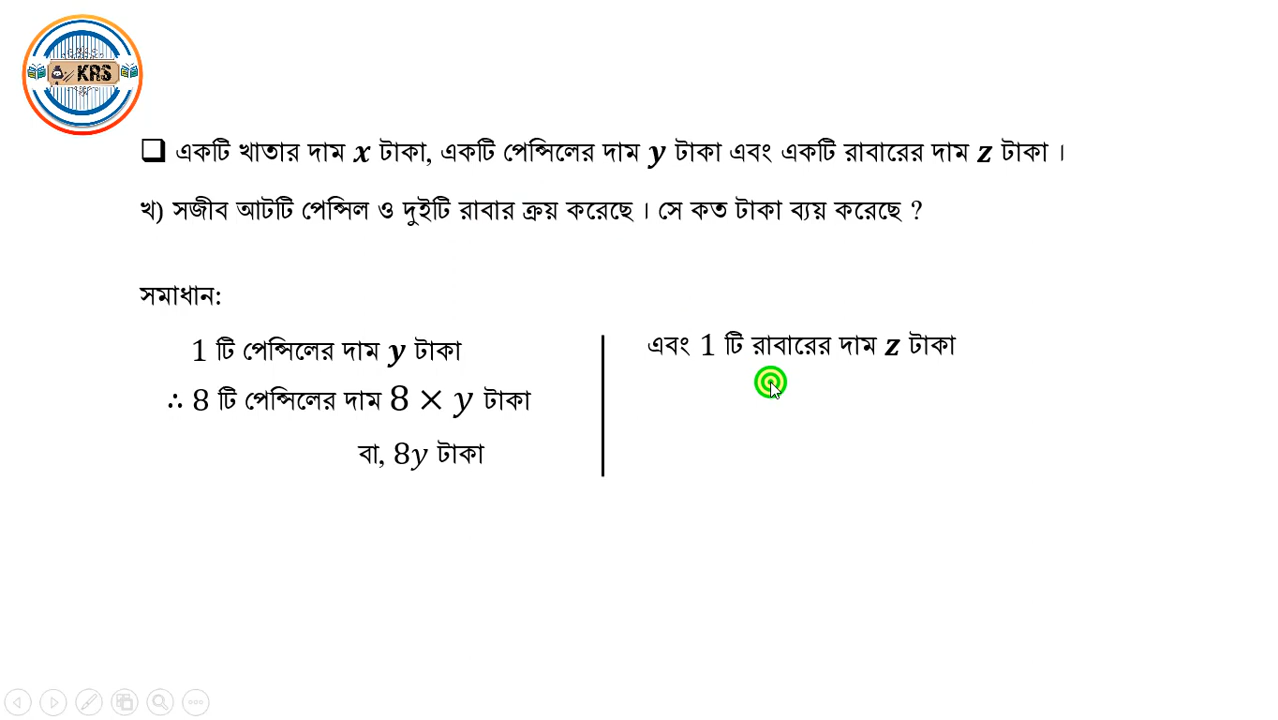 KRS
❑ একটি খাতার দাম x টাকা, একটি পেন্সিলের দাম y টাকা এবং একটি রাবারের দাম z টাকা ।
খ) সজীব আটটি পেন্সিল ও দুইটি রাবার ক্রয় করেছে । সে কত টাকা ব্যয় করেছে ?
সমাধান:
1 টি পেন্সিলের দাম y টাকা
∴ 8 টি পেন্সিলের দাম 8 × y টাকা
বা, 8y টাকা
এবং 1 টি রাবারের দাম z টাকা